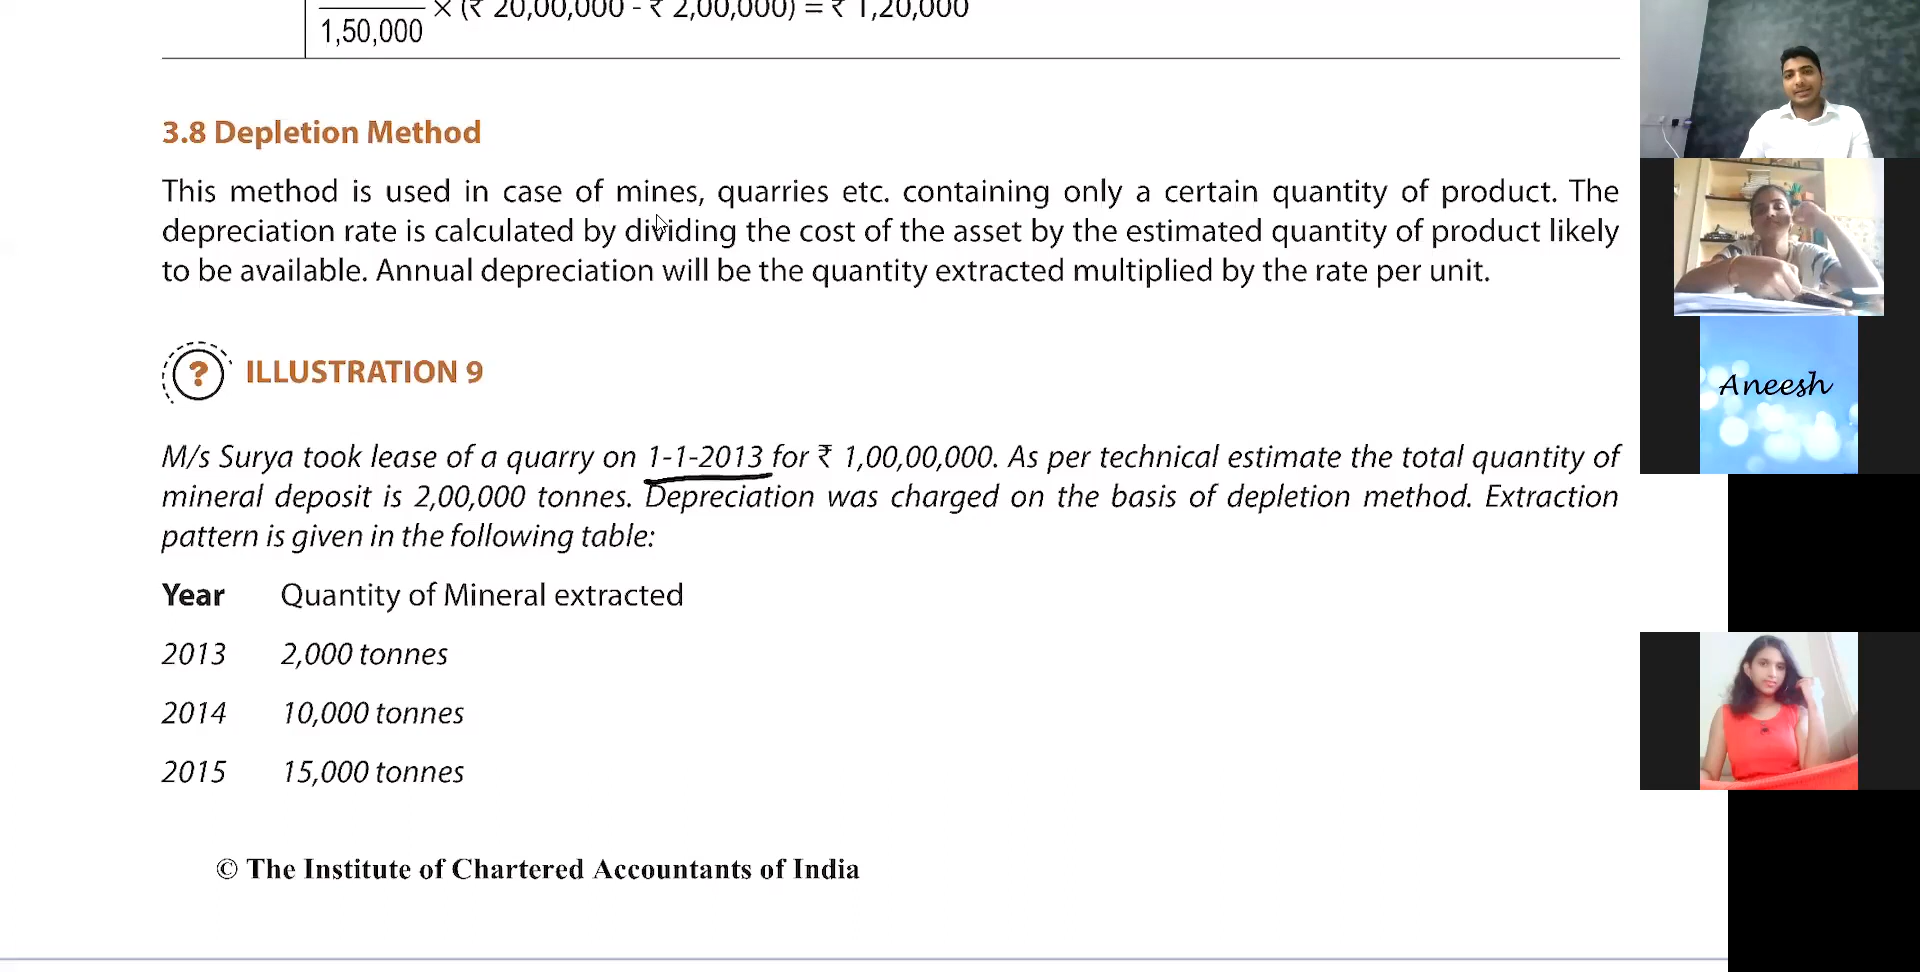 1,50,000 × (₹ 20,00,000 - ₹ 2,00,000) = ₹ 1,20,000
3.8 Depletion Method
This method is used in case of mines, quarries etc. containing only a certain quantity of product. The
depreciation rate is calculated by dividing the cost of the asset by the estimated quantity of product likely
to be available. Annual depreciation will be the quantity extracted multiplied by the rate per unit.
? ILLUSTRATION 9
M/s Surya took lease of a quarry on 1-1-2013 for ₹ 1,00,00,000. As per technical estimate the total quantity of
mineral deposit is 2,00,000 tonnes. Depreciation was charged on the basis of depletion method. Extraction
pattern is given in the following table:
Year Quantity of Mineral extracted
2013 2,000 tonnes
2014 10,000 tonnes
2015 15,000 tonnes
© The Institute of Chartered Accountants of India
Aneesh